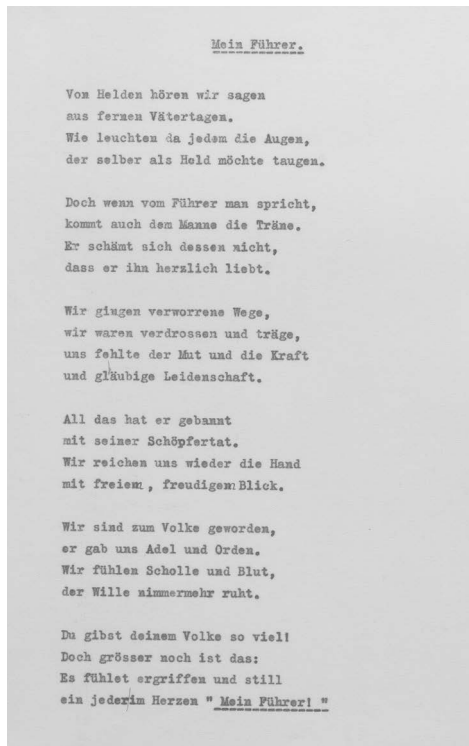 Mein Führer.
Von Helden hören wir sagen
aus fernen Vätertagen.
Wie leuchten da jedem die Augen,
der selber als Held möchte taugen.
Doch wenn vom Führer man spricht,
kommt auch dem Manne die Träne.
Er schämt sich dessen nicht,
dass er ihn herzlich liebt.
Wir gingen verworrene Wege,
wir waren verdrossen und träge,
uns fehlte der Mut und die Kraft
und gläubige Leidenschaft.
All das hat er gebannt
mit seiner Schöpfertat.
Wir reichen uns wieder die Hand
mit freiem, freudigem Blick.
Wir sind zum Volke geworden,
er gab uns Adel und Orden.
Wir fühlen Scholle und Blut,
der Wille nimmermehr ruht.
Du gibst deinem Volke so viel!
Doch grösser noch ist das:
Es fühlet ergriffen und still
ein jeder im Herzen " Mein Führer! "